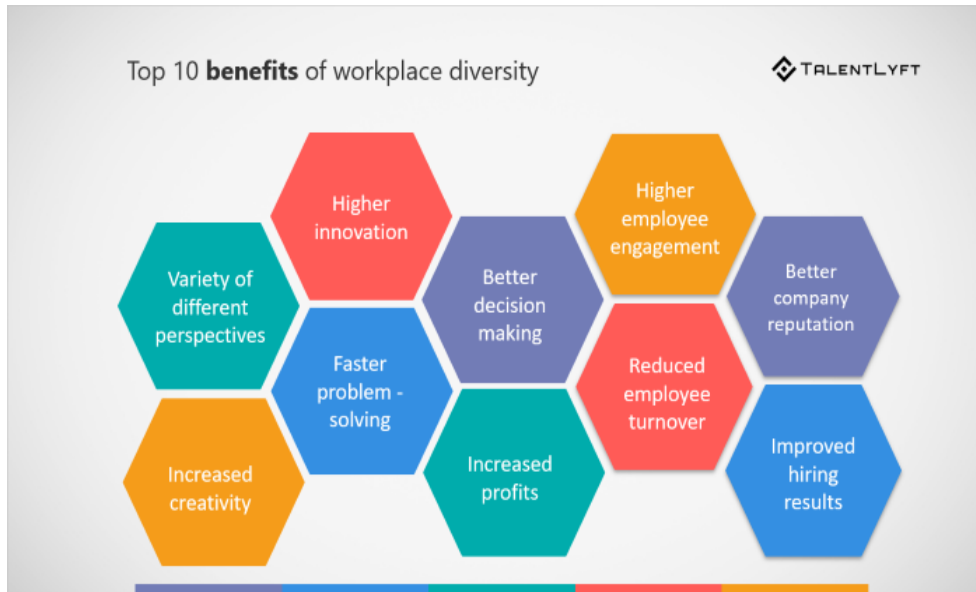 Top 10 benefits of workplace diversity
TALENTLYFT
Variety of
different
perspectives
Increased
creativity
Higher
innovation
Faster
problem -
solving
Better
decision
making
Increased
profits
Higher
employee
engagement
Reduced
employee
turnover
Better
company
reputation
Improved
hiring
results